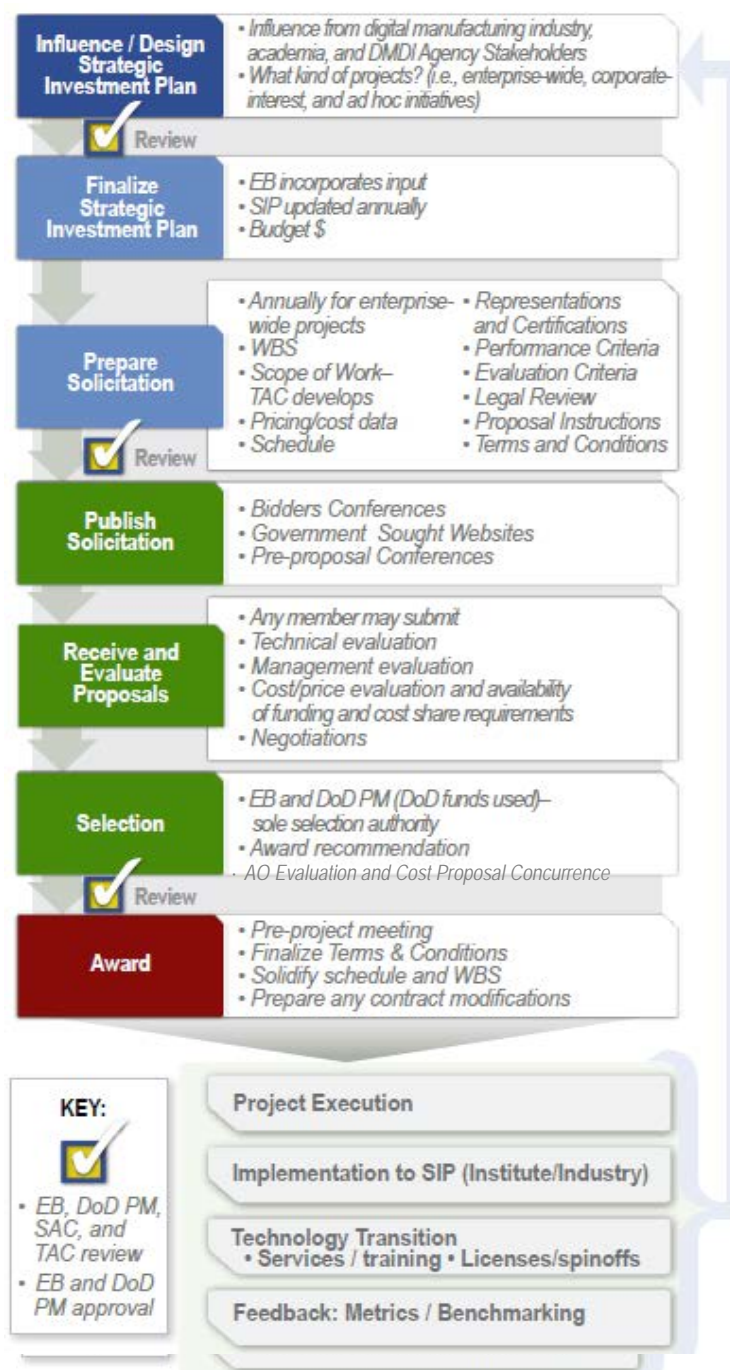 Influence / Design
Strategic
Investment Plan
• Influence from digital manufacturing industry,
academia, and DMDI Agency Stakeholders
• What kind of projects? (i.e., enterprise-wide, corporate-
interest, and ad hoc initiatives)
Review
Finalize
Strategic
Investment Plan
• EB incorporates input
• SIP updated annually
• Budget $
Prepare
Solicitation
• Annually for enterprise-
wide projects
• WBS
• Scope of Work–
TAC develops
• Pricing/cost data
• Schedule
• Representations
and Certifications
• Performance Criteria
• Evaluation Criteria
• Legal Review
• Proposal Instructions
• Terms and Conditions
Review
Publish
Solicitation
• Bidders Conferences
• Government Sought Websites
• Pre-proposal Conferences
Receive and
Evaluate
Proposals
• Any member may submit
• Technical evaluation
• Management evaluation
• Cost/price evaluation and availability
of funding and cost share requirements
• Negotiations
Selection
• EB and DoD PM (DoD funds used)–
sole selection authority
• Award recommendation
· AO Evaluation and Cost Proposal Concurrence
Review
Award
• Pre-project meeting
• Finalize Terms & Conditions
• Solidify schedule and WBS
• Prepare any contract modifications
KEY:
• EB, DoD PM,
SAC, and
TAC review
• EB and DoD
PM approval
Project Execution
Implementation to SIP (Institute/Industry)
Technology Transition
• Services / training • Licenses/spinoffs
Feedback: Metrics / Benchmarking